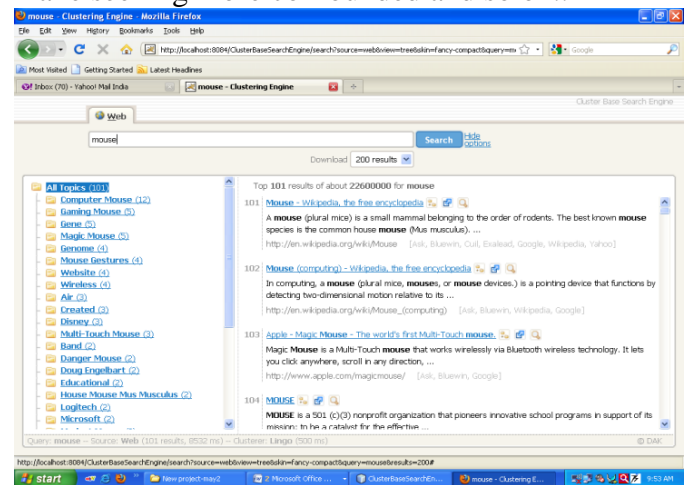 mouse - Clustering Engine - Mozilla Firefox
File Edit View History Bookmarks Tools Help
http://localhost:8084/ClusterBaseSearchEngine/search?source=web&view=tree&skin=fancy-compact&query=m Google
Most Visited Getting Started Latest Headlines
Inbox (70) - Yahoo! Mail India mouse - Clustering Engine
Cluster Base Search Engine
Web
mouse Search Hide options
Download 200 results
All Topics (101)
Computer Mouse (12)
Gaming Mouse (5)
Gene (5)
Magic Mouse (5)
Genome (4)
Mouse Gestures (4)
Website (4)
Wireless (4)
Air (3)
Created (3)
Disney (3)
Multi-Touch Mouse (3)
Band (2)
Danger Mouse (2)
Doug Engelbart (2)
Educational (2)
House Mouse Mus Musculus (2)
Logitech (2)
Microsoft (2)
Top 101 results of about 22600000 for mouse
101 Mouse - Wikipedia, the free encyclopedia
A mouse (plural mice) is a small mammal belonging to the order of rodents. The best known mouse
species is the common house mouse (Mus musculus). ...
http://en.wikipedia.org/wiki/Mouse [Ask, Bluewin, Cuil, Exalead, Google, Wikipedia, Yahoo]
102 Mouse (computing) - Wikipedia, the free encyclopedia
In computing, a mouse (plural mice, mouses, or mouse devices.) is a pointing device that functions by
detecting two-dimensional motion relative to its ...
http://en.wikipedia.org/wiki/Mouse_(computing) [Ask, Bluewin, Wikipedia, Google]
103 Apple - Magic Mouse - The world's first Multi-Touch mouse.
Magic Mouse is a Multi-Touch mouse that works wirelessly via Bluetooth wireless technology. It lets
you click anywhere, scroll in any direction, ...
http://www.apple.com/magicmouse/ [Ask, Bluewin, Google]
104 MOUSE
MOUSE is a 501 (c)(3) nonprofit organization that pioneers innovative school programs in support of its
mission: to be a catalyst for the effective ...
Query: mouse -- Source: Web (101 results, 8532 ms) -- Clusterer: Lingo (500 ms) © DAK
http://localhost:8084/ClusterBaseSearchEngine/search?source=web&view=tree&skin=fancy-compact&query=mouse&results=200#
start New project-may2 2 Microsoft Office ... ClusterBaseSearchEn... mouse - Clustering E... 9:53 AM